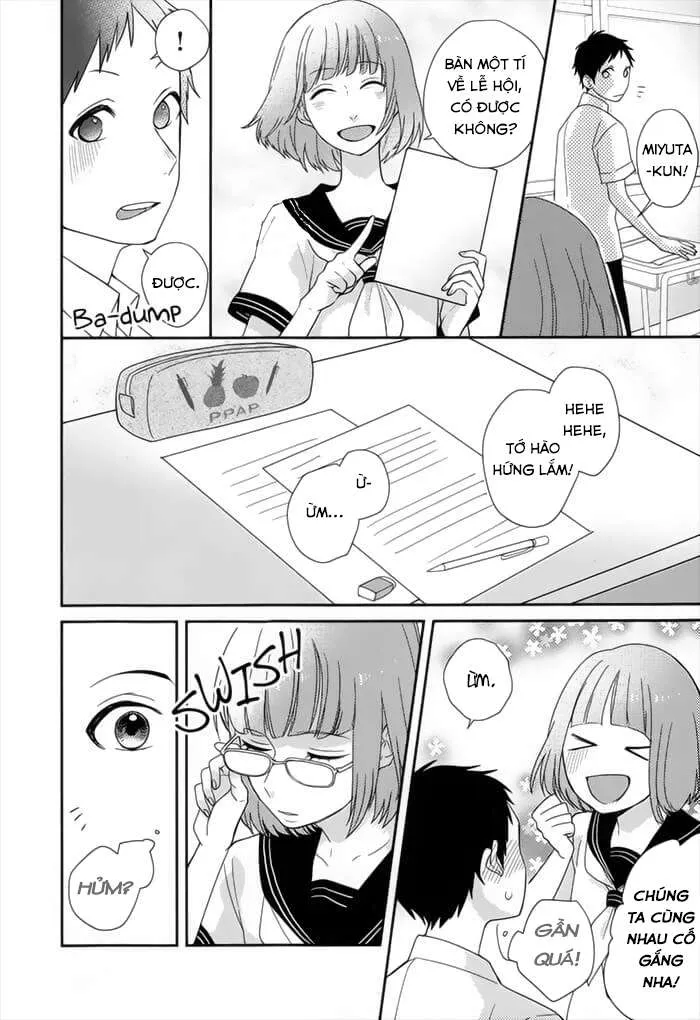 MIYUTA
-KUN!
BÀN MỘT TÍ
VỀ LỄ HỘI,
CÓ ĐƯỢC
KHÔNG?
!
ĐƯỢC.
Ba-dump
HEHE
HEHE,
TỚ HÀO
HỨNG LẮM!
Ừ-
ỪM...
PPAP
ỪM.
CHÚNG
TA CÙNG
NHAU CỐ
GẮNG
NHA!
GẦN
QUÁ!
SWISH
HỬM?